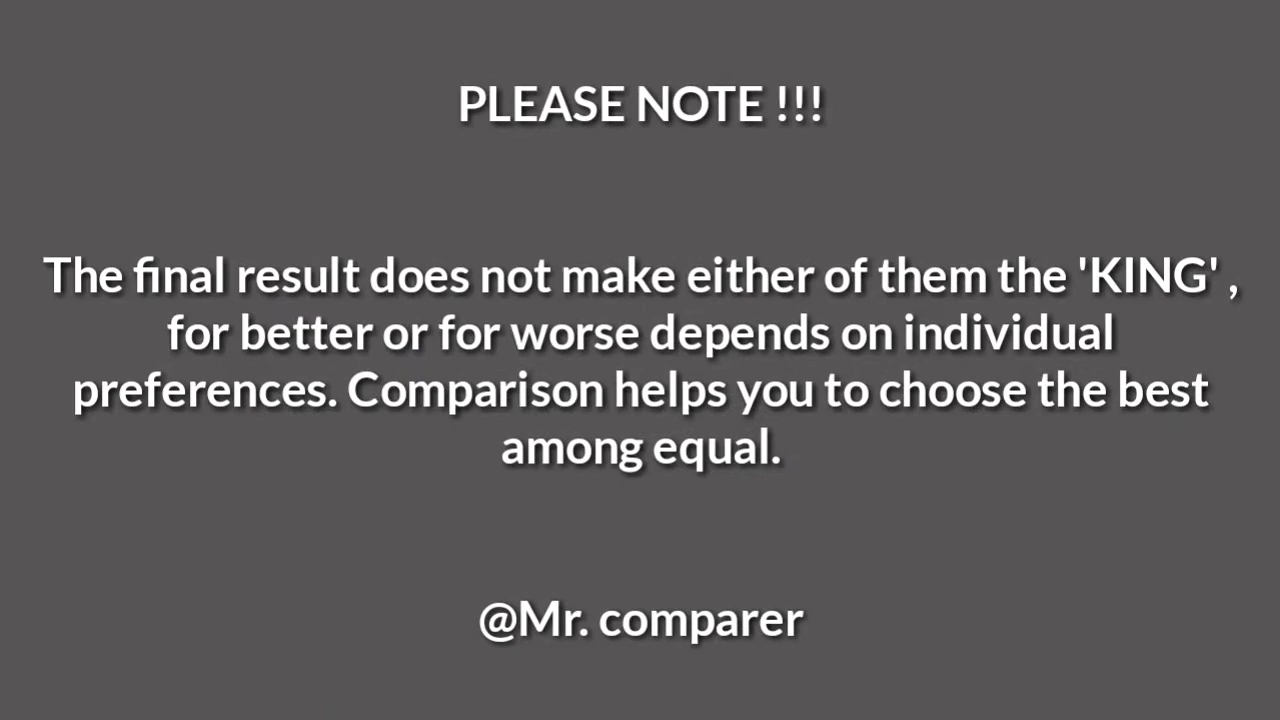 PLEASE NOTE !!!
The final result does not make either of them the 'KING' ,
for better or for worse depends on individual
preferences. Comparison helps you to choose the best
among equal.
@Mr. comparer